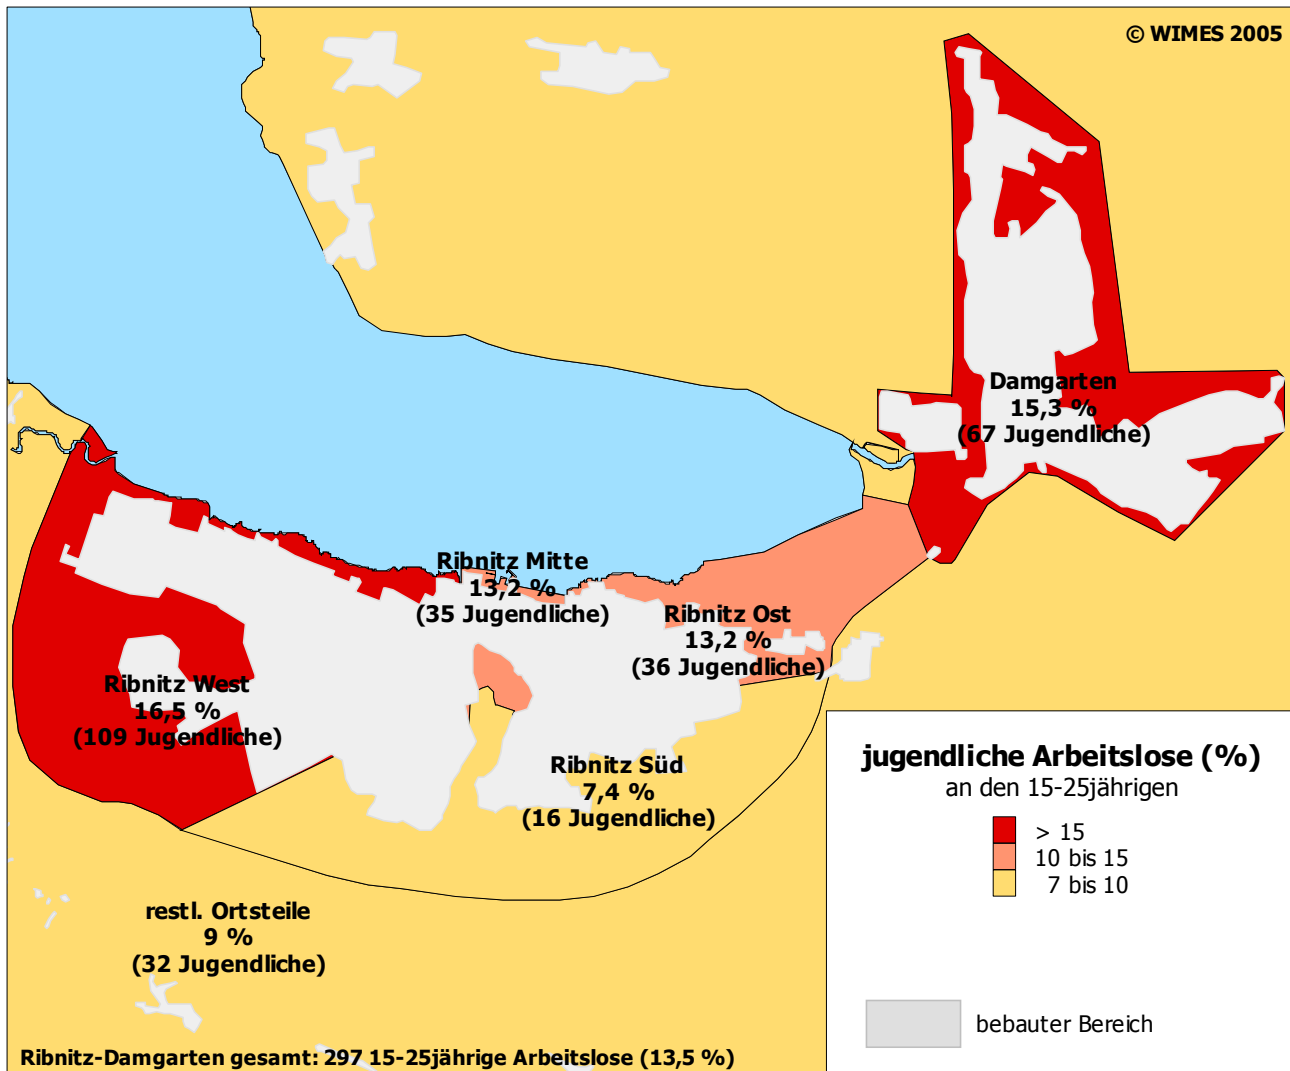 © WIMES 2005
Damgarten
15,3 %
(67 Jugendliche)
Ribnitz Mitte
13,2 %
(35 Jugendliche)
Ribnitz Ost
13,2 %
(36 Jugendliche)
Ribnitz West
16,5 %
(109 Jugendliche)
Ribnitz Süd
7,4 %
(16 Jugendliche)
restl. Ortsteile
9 %
(32 Jugendliche)
jugendliche Arbeitslose (%)
an den 15-25jährigen
> 15
10 bis 15
7 bis 10
bebauter Bereich
Ribnitz-Damgarten gesamt: 297 15-25jährige Arbeitslose (13,5 %)